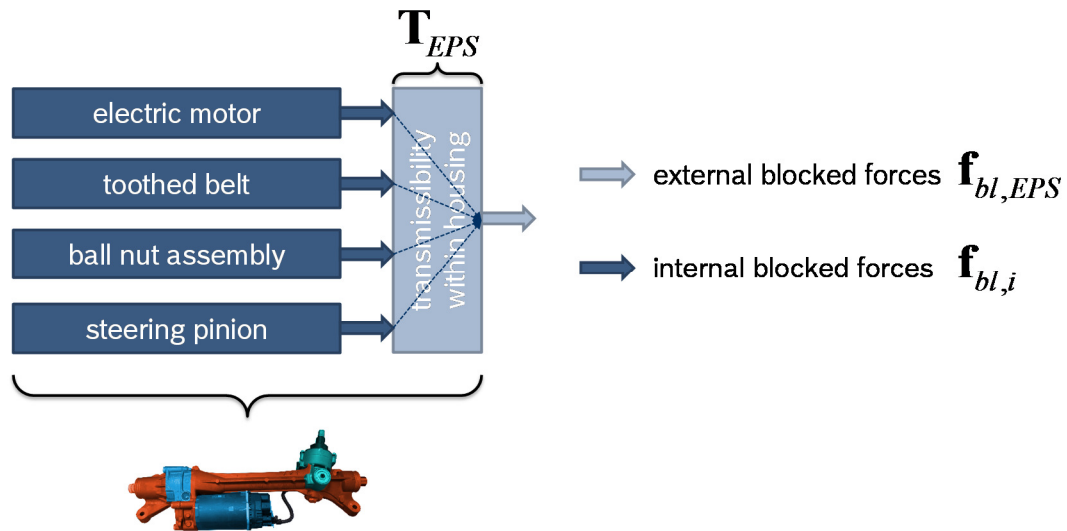 T_EPS
electric motor
toothed belt
ball nut assembly
steering pinion
transmissibility
within housing
external blocked forces f_bl,EPS
internal blocked forces f_bl,i